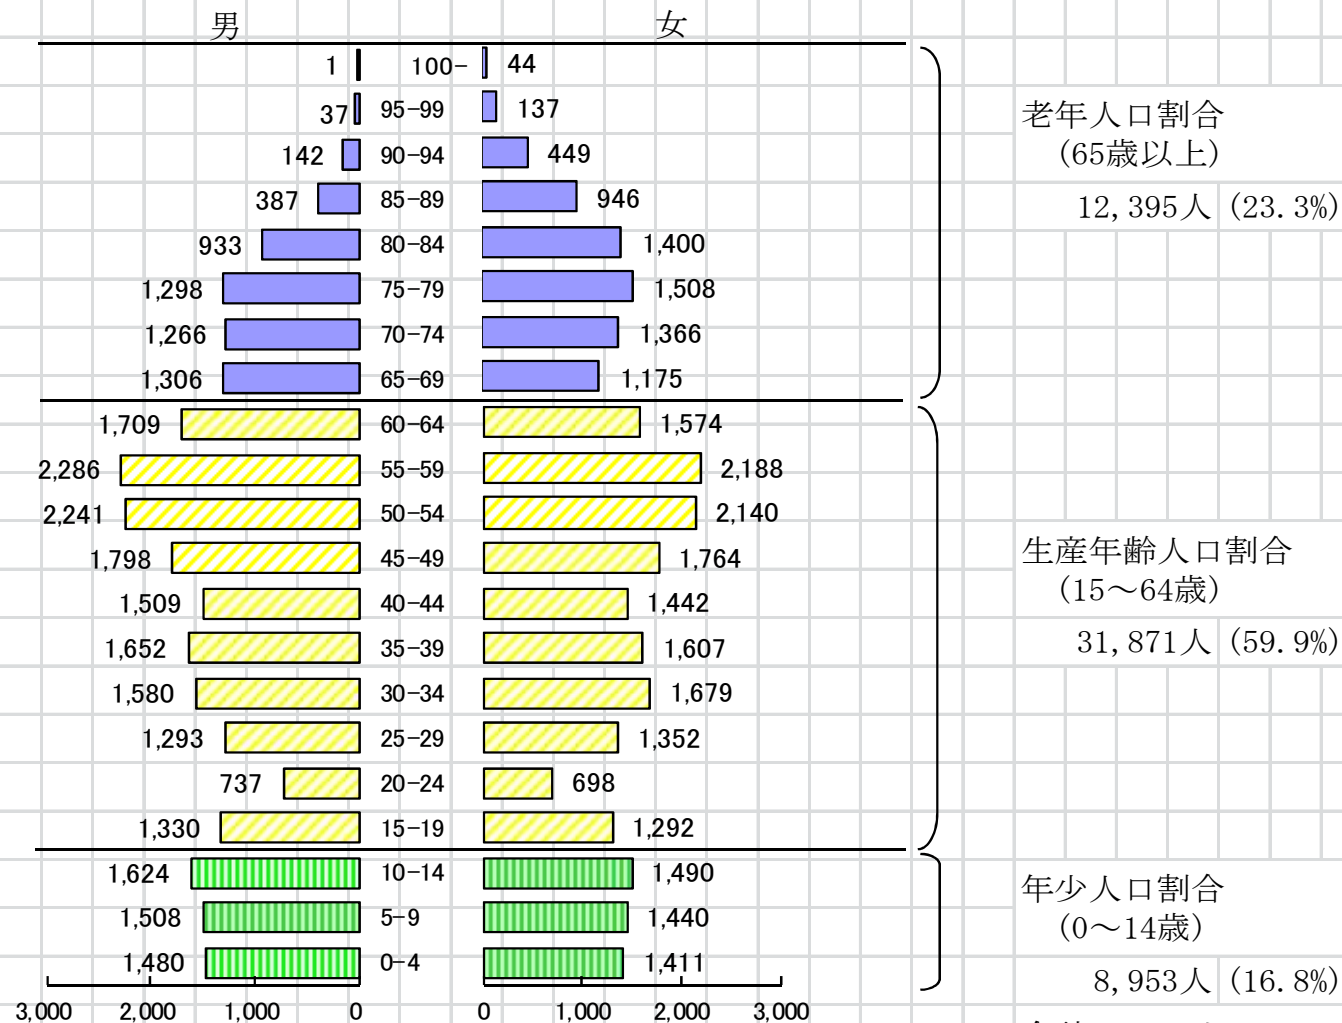 男 女
1 100- 44
37 95-99 137
142 90-94 449
387 85-89 946
933 80-84 1,400
1,298 75-79 1,508
1,266 70-74 1,366
1,306 65-69 1,175
1,709 60-64 1,574
2,286 55-59 2,188
2,241 50-54 2,140
1,798 45-49 1,764
1,509 40-44 1,442
1,652 35-39 1,607
1,580 30-34 1,679
1,293 25-29 1,352
737 20-24 698
1,330 15-19 1,292
1,624 10-14 1,490
1,508 5-9 1,440
1,480 0-4 1,411
3,000 2,000 1,000 0 0 1,000 2,000 3,000
老年人口割合
(65歳以上)
12,395人 (23.3%)
生産年齢人口割合
(15～64歳)
31,871人 (59.9%)
年少人口割合
(0～14歳)
8,953人 (16.8%)